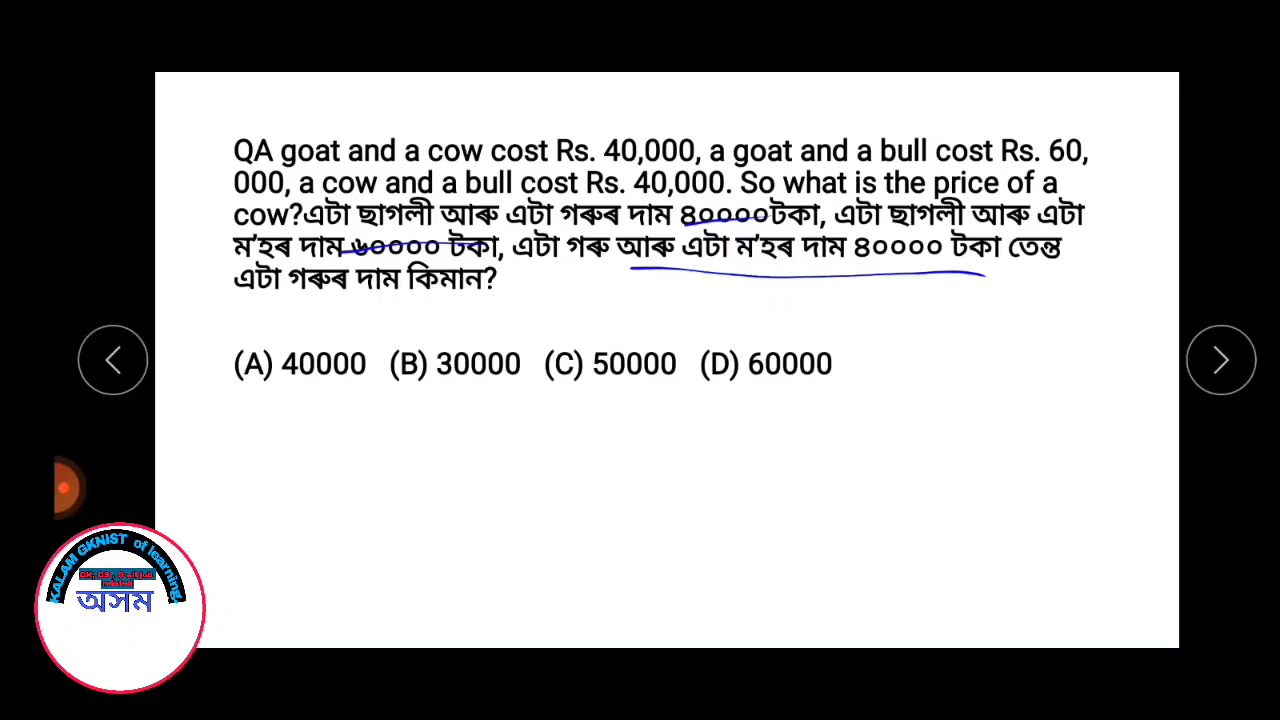 QA goat and a cow cost Rs. 40,000, a goat and a bull cost Rs. 60,
000, a cow and a bull cost Rs. 40,000. So what is the price of a
cow?এটা ছাগলী আৰু এটা গৰুৰ দাম ৪০০০০টকা, এটা ছাগলী আৰু এটা
ম'হৰ দাম ৬০০০০ টকা, এটা গৰু আৰু এটা ম'হৰ দাম ৪০০০০ টকা তেন্ত
এটা গৰুৰ দাম কিমান?
(A) 40000 (B) 30000 (C) 50000 (D) 60000
KALAM GKNIST of learning.
অসম